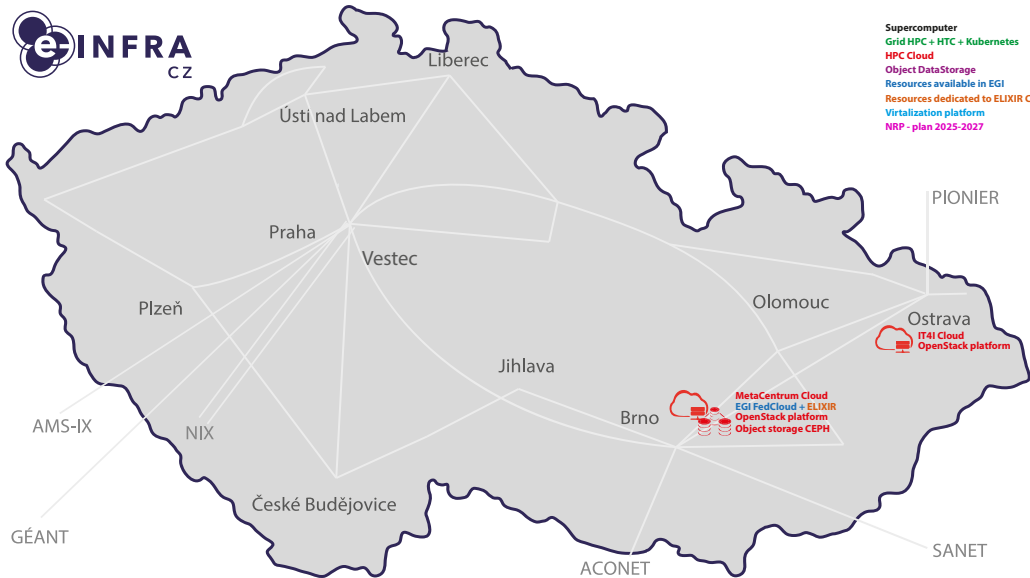 e-INFRA
CZ
Supercomputer
Grid HPC + HTC + Kubernetes
HPC Cloud
Object DataStorage
Resources available in EGI
Resources dedicated to ELIXIR C
Virtalization platform
NRP - plan 2025-2027
Liberec
Ústi nad Labem
PIONIER
Praha
Vestec
Plzeň
Olomouc
Ostrava
IT4I Cloud
OpenStack platform
Jihlava
MetaCentrum Cloud
EGI FedCloud + ELIXIR
OpenStack platform
Object storage CEPH
Brno
AMS-IX
NIX
České Budějovice
GÉANT
SANET
ACONET